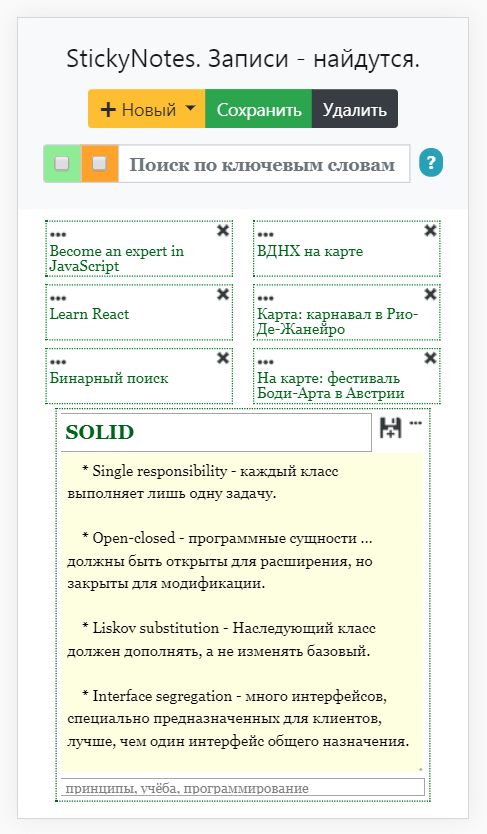 StickyNotes. Записи - найдутся.
+ Новый
Сохранить
Удалить
Поиск по ключевым словам
?
Become an expert in
JavaScript
ВДНХ на карте
Learn React
Карта: карнавал в Рио-
Де-Жанейро
Бинарный поиск
На карте: фестиваль
Боди-Арта в Австрии
SOLID
* Single responsibility - каждый класс
выполняет лишь одну задачу.
* Open-closed - программные сущности ...
должны быть открыты для расширения, но
закрыты для модификации.
* Liskov substitution - Наследующий класс
должен дополнять, а не изменять базовый.
* Interface segregation - много интерфейсов,
специально предназначенных для клиентов,
лучше, чем один интерфейс общего назначения.
принципы, учёба, программирование